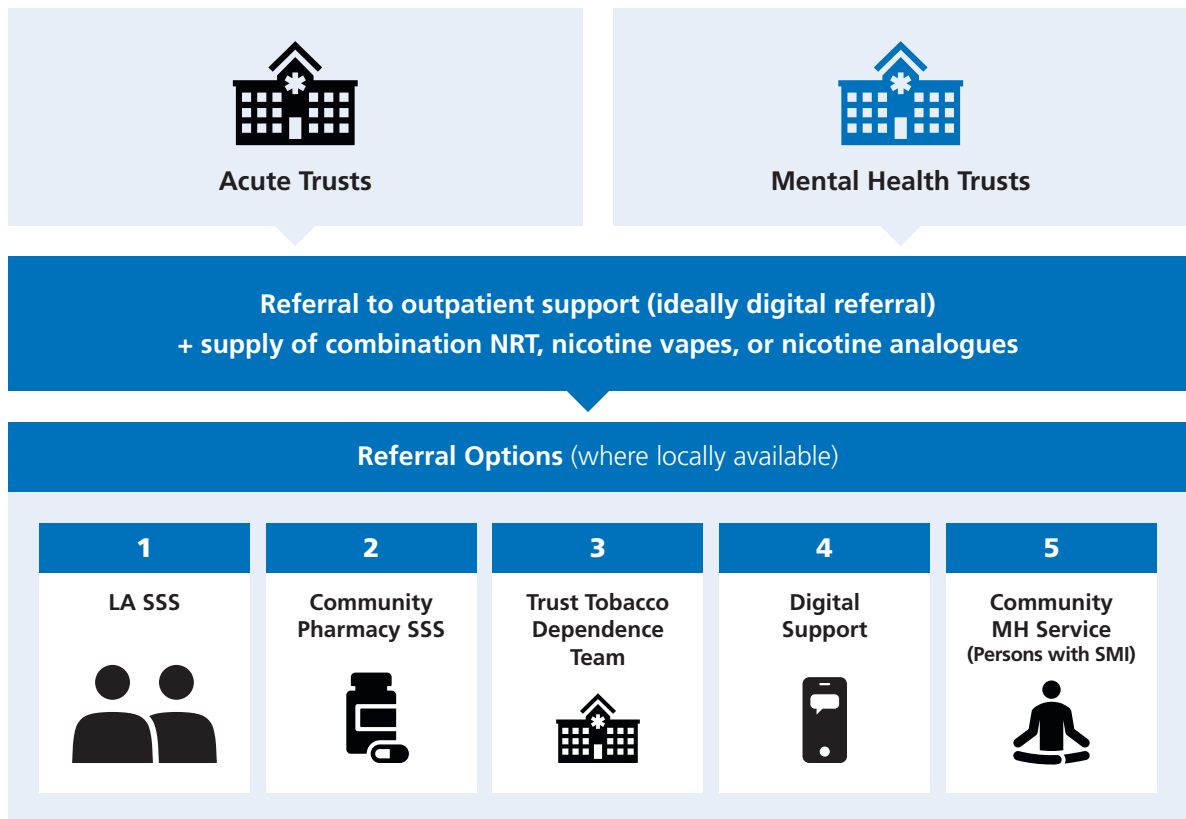 Acute Trusts
Mental Health Trusts
Referral to outpatient support (ideally digital referral)
+ supply of combination NRT, nicotine vapes, or nicotine analogues
Referral Options (where locally available)
1
LA SSS
2
Community
Pharmacy SSS
3
Trust Tobacco
Dependence
Team
4
Digital
Support
5
Community
MH Service
(Persons with SMI)